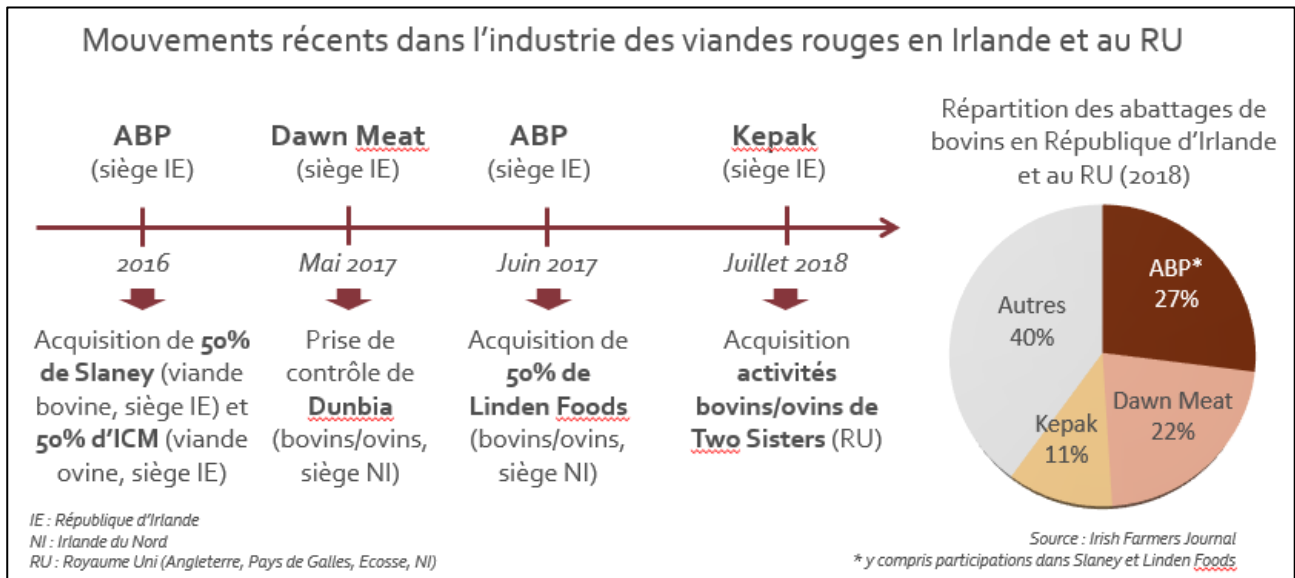 Mouvements récents dans l'industrie des viandes rouges en Irlande et au RU
ABP
(siège IE)
2016
Acquisition de 50%
de Slaney (viande
bovine, siège IE) et
50% d'ICM (viande
ovine, siège IE)
Dawn Meat
(siège IE)
Mai 2017
Prise de
contrôle de
Dunbia
(bovins/ovins,
siège NI)
ABP
(siège IE)
Juin 2017
Acquisition de
50% de
Linden Foods
(bovins/ovins,
siège NI)
Kepak
(siège IE)
Juillet 2018
Acquisition
activités
bovins/ovins de
Two Sisters (RU)
Répartition des abattages de
bovins en République d'Irlande
et au RU (2018)
ABP*
27%
Dawn Meat
22%
Kepak
11%
Autres
40%
IE : République d'Irlande
NI : Irlande du Nord
RU : Royaume Uni (Angleterre, Pays de Galles, Ecosse, NI)
Source : Irish Farmers Journal
* y compris participations dans Slaney et Linden Foods